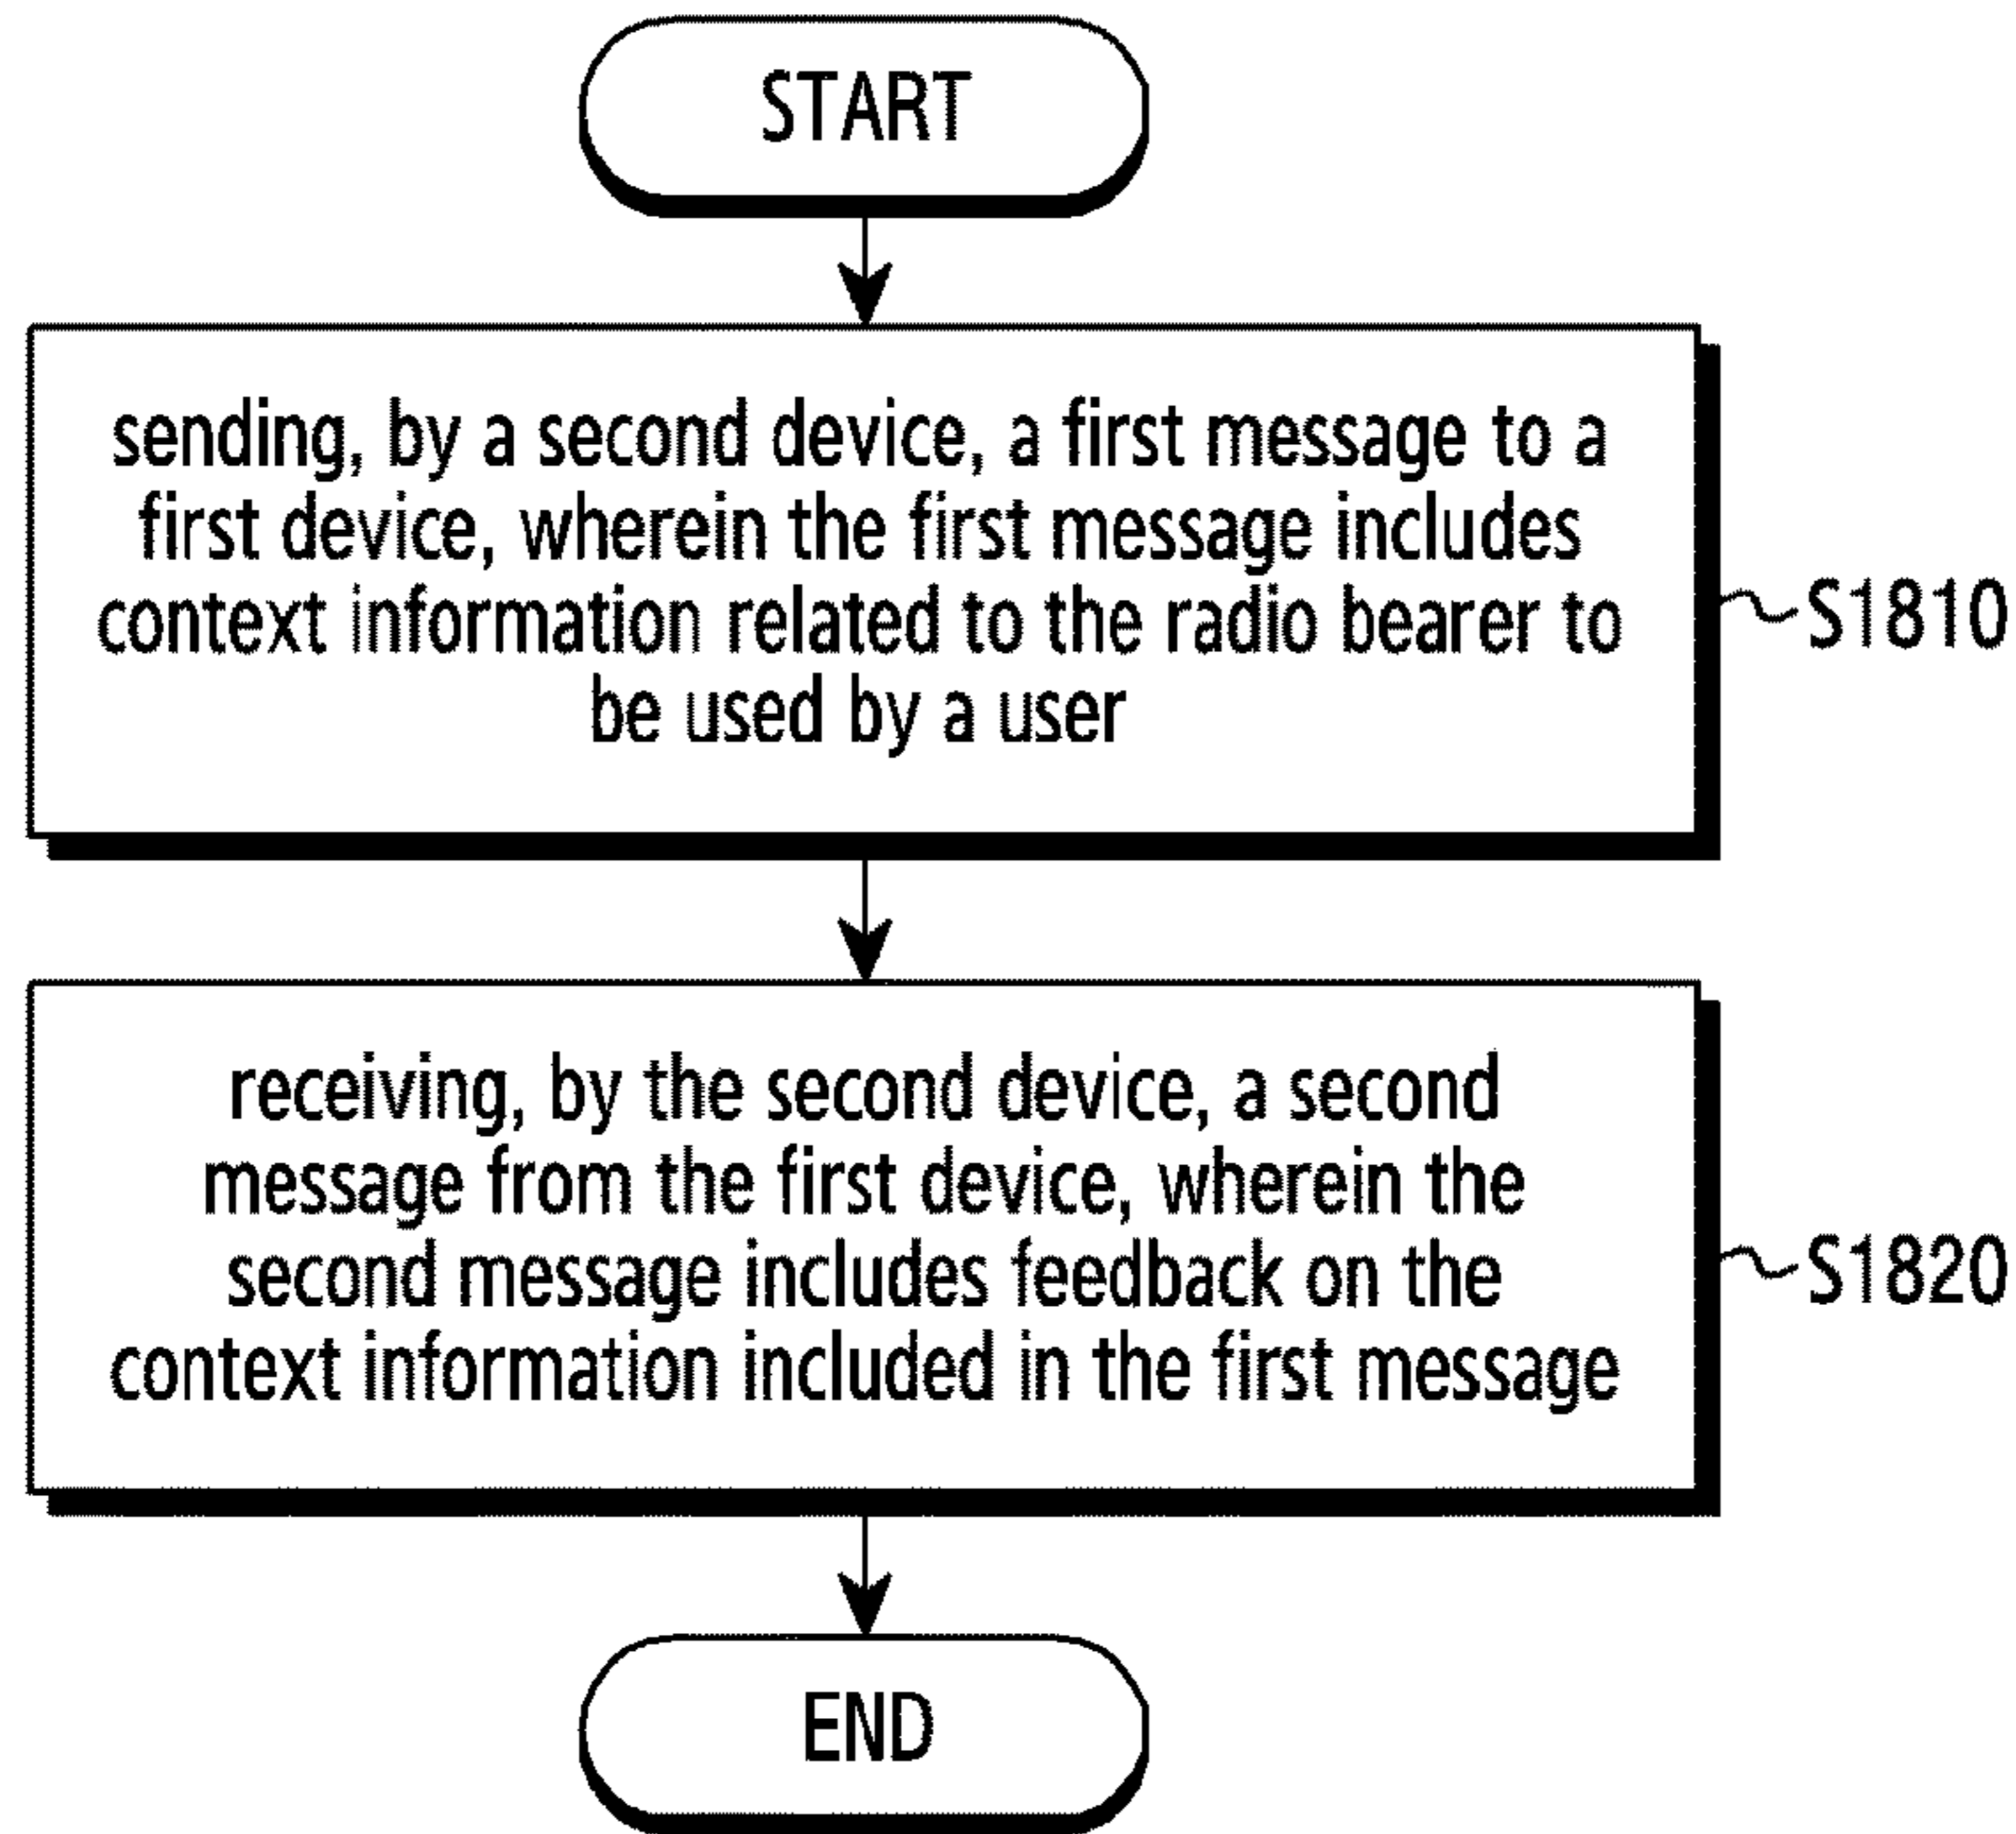 START
sending, by a second device, a first message to a
first device, wherein the first message includes
context information related to the radio bearer to
be used by a user
S1810
receiving, by the second device, a second
message from the first device, wherein the
second message includes feedback on the
context information included in the first message
S1820
END